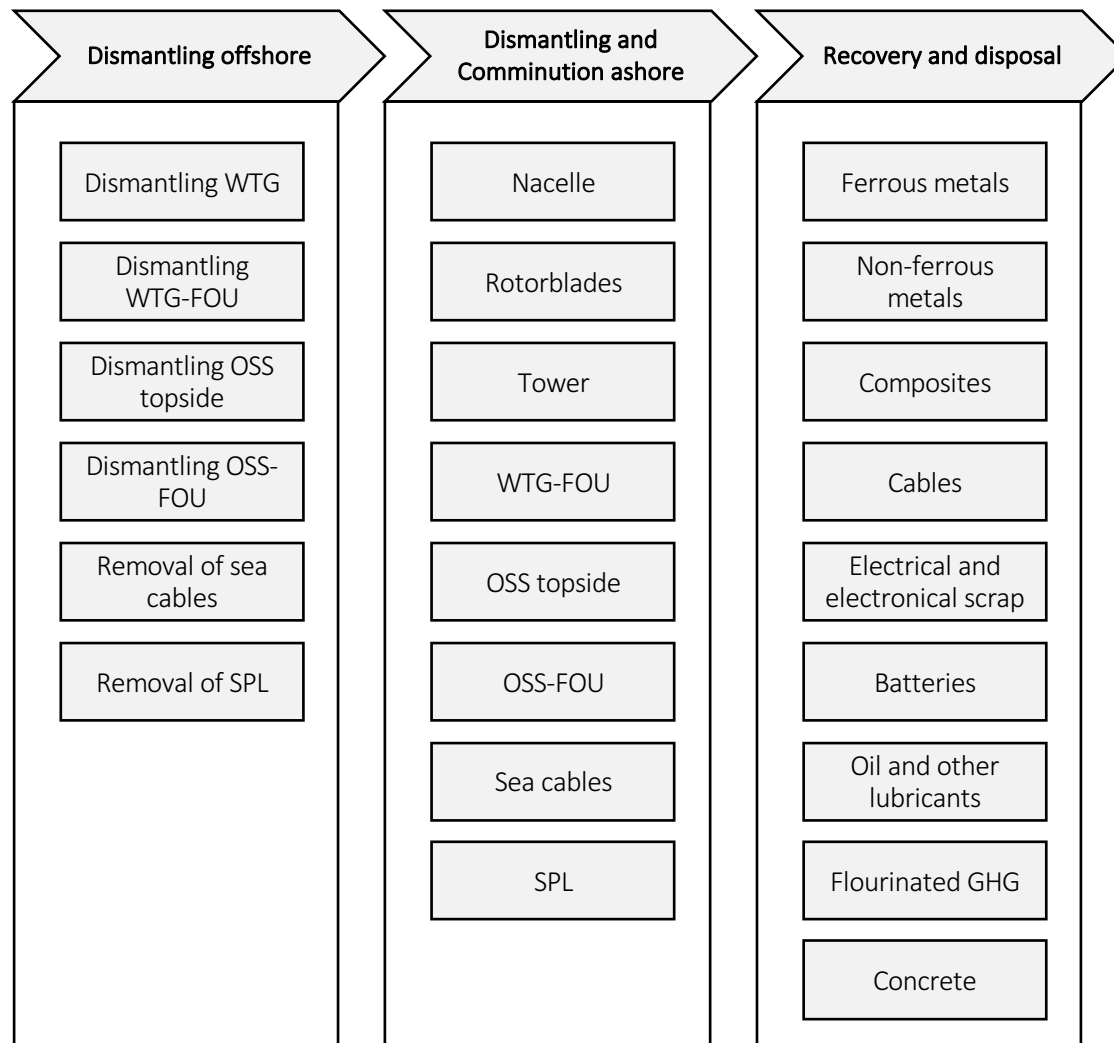 Dismantling offshore
Dismantling WTG
Dismantling
WTG-FOU
Dismantling OSS
topside
Dismantling OSS-
FOU
Removal of sea
cables
Removal of SPL
Dismantling and
Comminution ashore
Nacelle
Rotorblades
Tower
WTG-FOU
OSS topside
OSS-FOU
Sea cables
SPL
Recovery and disposal
Ferrous metals
Non-ferrous
metals
Composites
Cables
Electrical and
electronical scrap
Batteries
Oil and other
lubricants
Flourinated GHG
Concrete